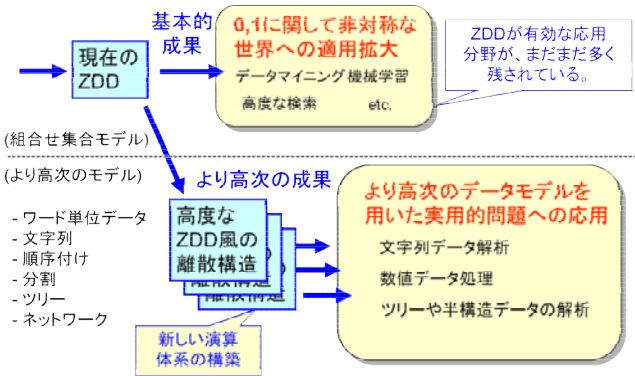 基本的
成果
現在の
ZDD
0,1に関して非対称な
世界への適用拡大
データマイニング 機械学習
高度な検索 etc.
ZDDが有効な応用
分野が、まだまだ多く
残されている。
(組合せ集合モデル)
(より高次のモデル)
- ワード単位データ
- 文字列
- 順序付け
- 分割
- ツリー
- ネットワーク
より高次の成果
高度な
ZDD風の
離散構造
の
離散構造
離散構造
新しい演算
体系の構築
より高次のデータモデルを
用いた実用的問題への応用
文字列データ解析
数値データ処理
ツリーや半構造データの解析